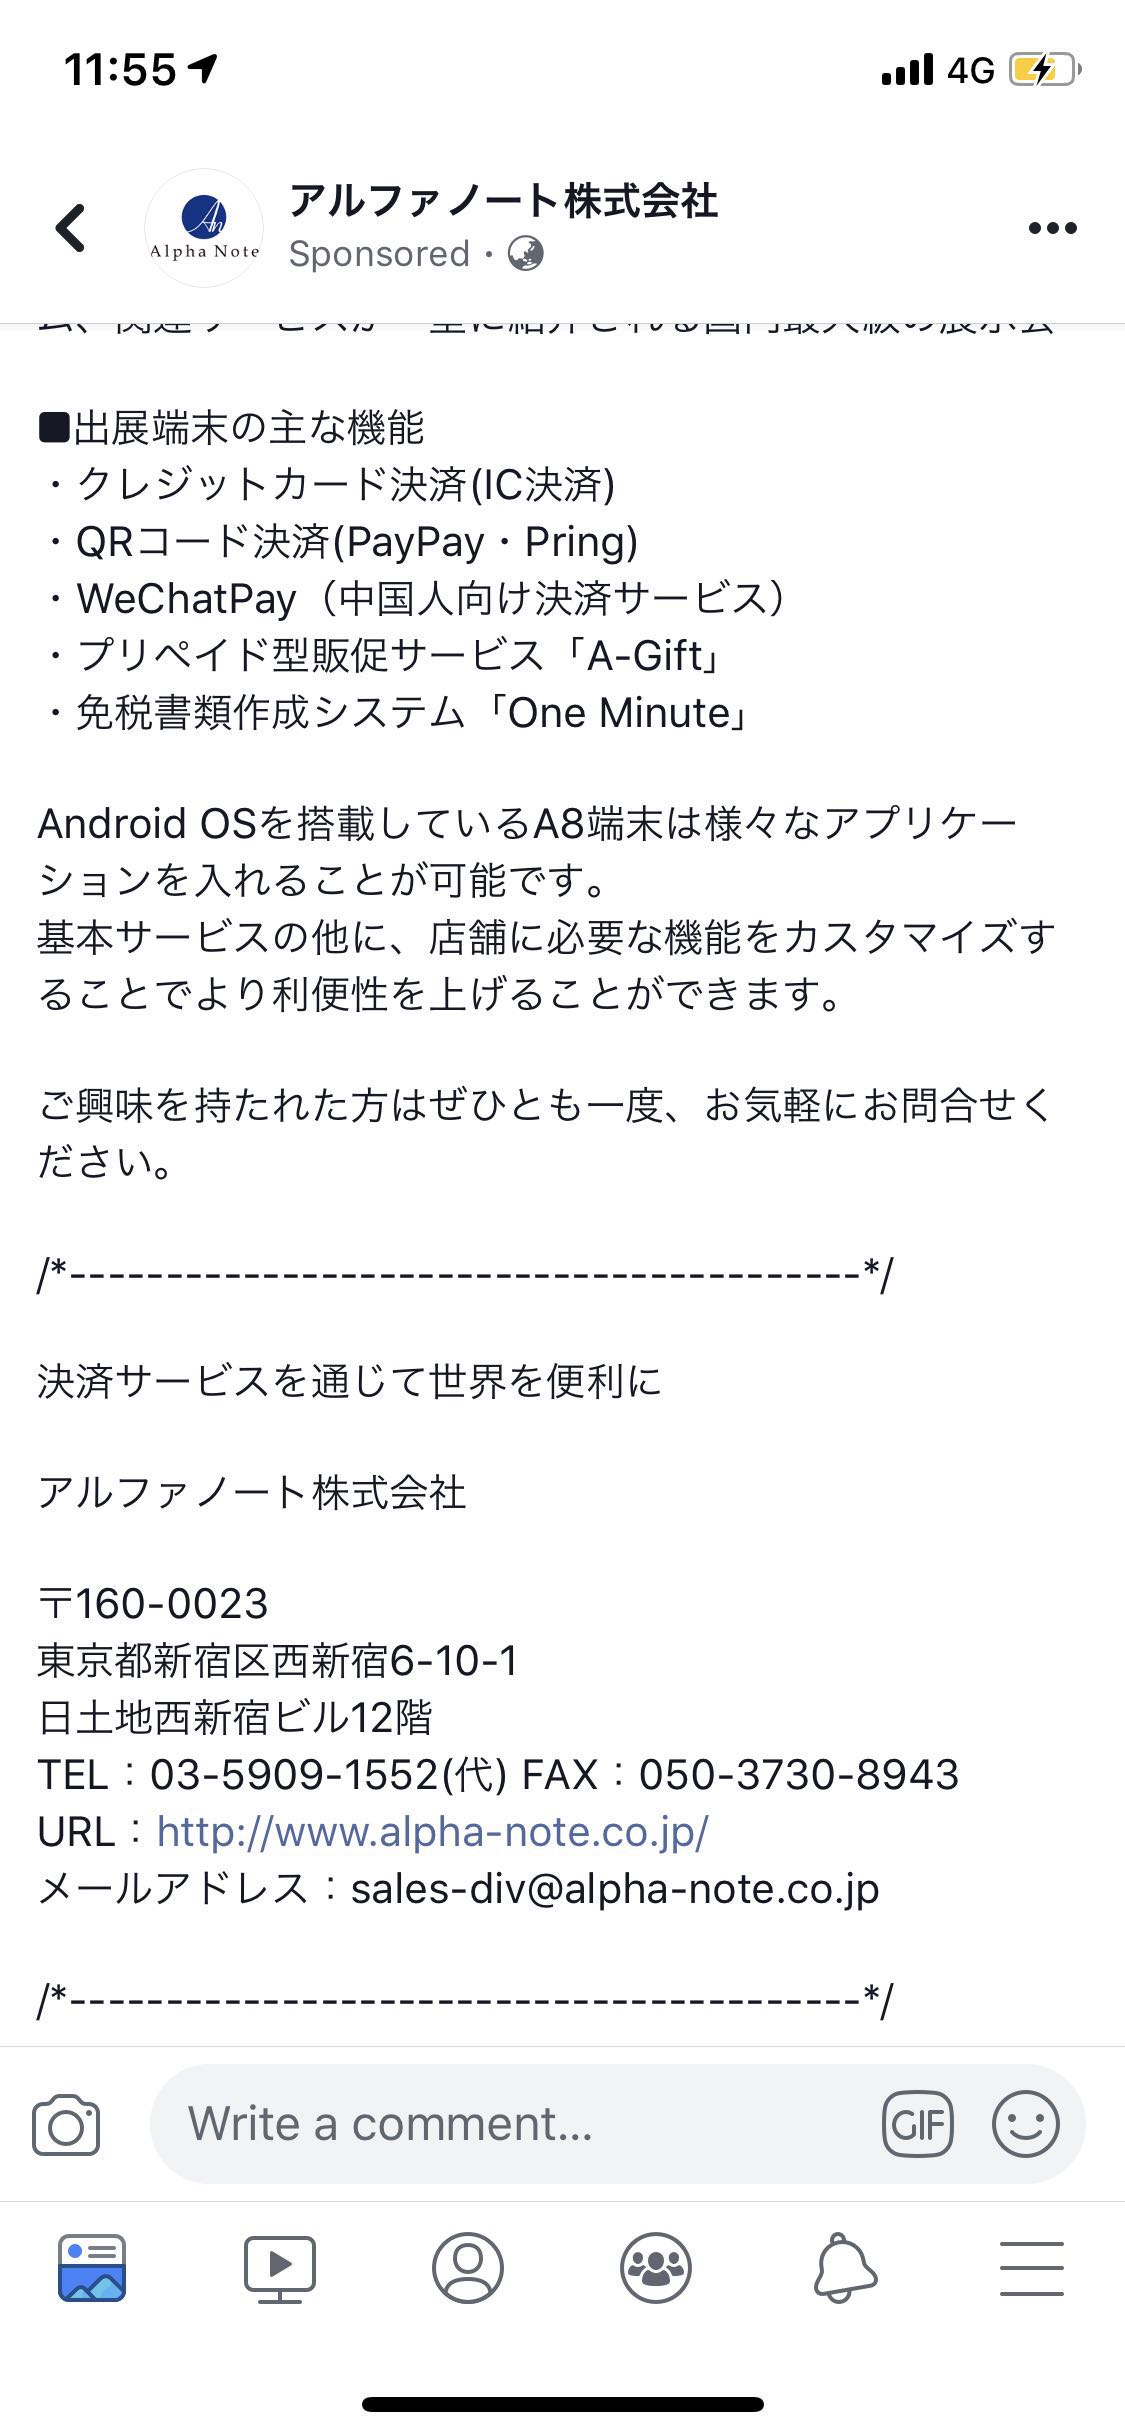 11:55
4G
An
Alpha Note
アルファノート株式会社
Sponsored ·
■出展端末の主な機能
・クレジットカード決済(IC決済)
・QRコード決済(PayPay・Pring)
・WeChatPay（中国人向け決済サービス）
・プリペイド型販促サービス「A-Gift」
・免税書類作成システム「One Minute」
Android OSを搭載しているA8端末は様々なアプリケー
ションを入れることが可能です。
基本サービスの他に、店舗に必要な機能をカスタマイズす
ることでより利便性を上げることができます。
ご興味を持たれた方はぜひとも一度、お気軽にお問合せく
ださい。
/*-----------------------------------------*/
決済サービスを通じて世界を便利に
アルファノート株式会社
〒160-0023
東京都新宿区西新宿6-10-1
日土地西新宿ビル12階
TEL：03-5909-1552(代) FAX：050-3730-8943
URL：http://www.alpha-note.co.jp/
メールアドレス：sales-div@alpha-note.co.jp
/*-----------------------------------------*/
Write a comment...
GIF